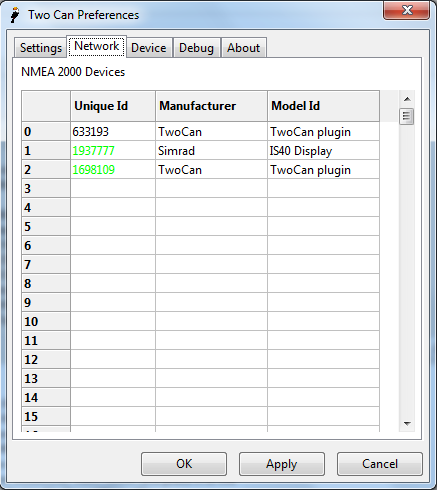 Two Can Preferences
Settings Network Device Debug About
NMEA 2000 Devices
Unique Id Manufacturer Model Id
0 633193 TwoCan TwoCan plugin
1 1937777 Simrad IS40 Display
2 1698109 TwoCan TwoCan plugin
3
4
5
6
7
8
9
10
11
12
13
14
15
OK Apply Cancel